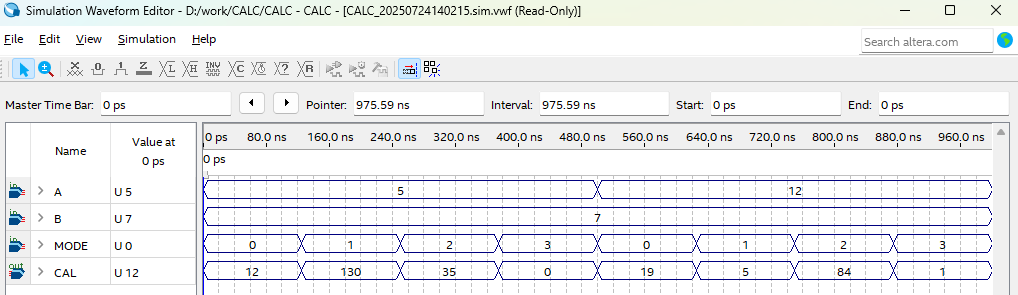 Simulation Waveform Editor - D:/work/CALC/CALC - CALC - [CALC_20250724140215.sim.vwf (Read-Only)]
File Edit View Simulation Help
Search altera.com
Master Time Bar: 0 ps Pointer: 975.59 ns Interval: 975.59 ns Start: 0 ps End: 0 ps
Name Value at 0 ps
0 ps 80.0 ns 160.0 ns 240.0 ns 320.0 ns 400.0 ns 480.0 ns 560.0 ns 640.0 ns 720.0 ns 800.0 ns 880.0 ns 960.0 ns
0 ps
A U 5 5 12
B U 7 7
MODE U 0 0 1 2 3 0 1 2 3
CAL U 12 12 130 35 0 19 5 84 1